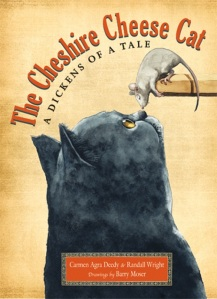 The Cheshire Cheese Cat
A DICKENS OF A TALE
Carmen Agra Deedy & Randall Wright
Drawings by Barry Moser